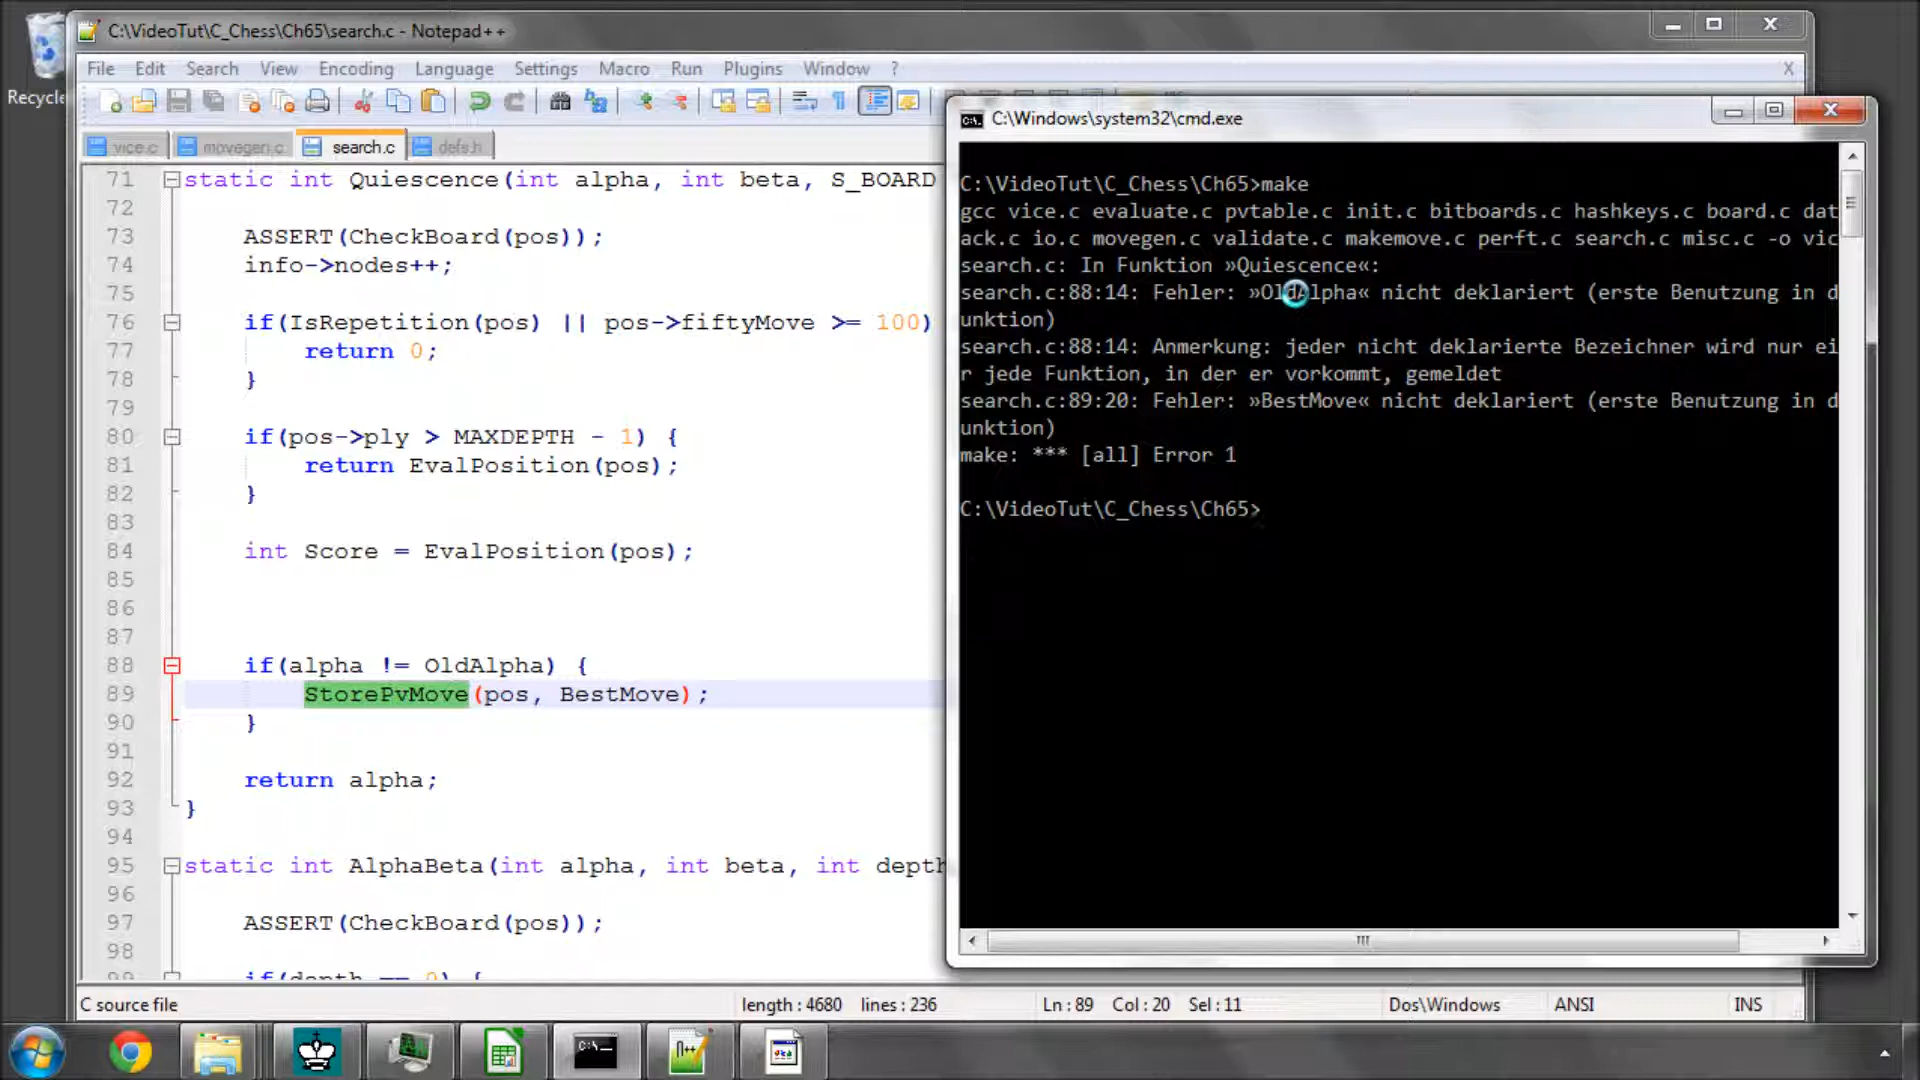 Recycle
C:\VideoTut\C_Chess\Ch65\search.c - Notepad++
File Edit Search View Encoding Language Settings Macro Run Plugins Window ? X
vice.c movegen.c search.c defs.h
71 static int Quiescence(int alpha, int beta, S_BOARD
72
73 ASSERT(CheckBoard(pos));
74 info->nodes++;
75
76 if(IsRepetition(pos) || pos->fiftyMove >= 100)
77 return 0;
78 }
79
80 if(pos->ply > MAXDEPTH - 1) {
81 return EvalPosition(pos);
82 }
83
84 int Score = EvalPosition(pos);
85
86
87
88 if(alpha != OldAlpha) {
89 StorePvMove(pos, BestMove);
90 }
91
92 return alpha;
93 }
94
95 static int AlphaBeta(int alpha, int beta, int depth
96
97 ASSERT(CheckBoard(pos));
98
99 if(depth == 0) {
C source file length : 4680 lines : 236 Ln : 89 Col : 20 Sel : 11 Dos\Windows ANSI INS
C:\Windows\system32\cmd.exe
C:\VideoTut\C_Chess\Ch65>make
gcc vice.c evaluate.c pvtable.c init.c bitboards.c hashkeys.c board.c dat
ack.c io.c movegen.c validate.c makemove.c perft.c search.c misc.c -o vic
search.c: In Funktion »Quiescence«:
search.c:88:14: Fehler: »OldAlpha« nicht deklariert (erste Benutzung in d
unktion)
search.c:88:14: Anmerkung: jeder nicht deklarierte Bezeichner wird nur ei
r jede Funktion, in der er vorkommt, gemeldet
search.c:89:20: Fehler: »BestMove« nicht deklariert (erste Benutzung in d
unktion)
make: *** [all] Error 1
C:\VideoTut\C_Chess\Ch65>